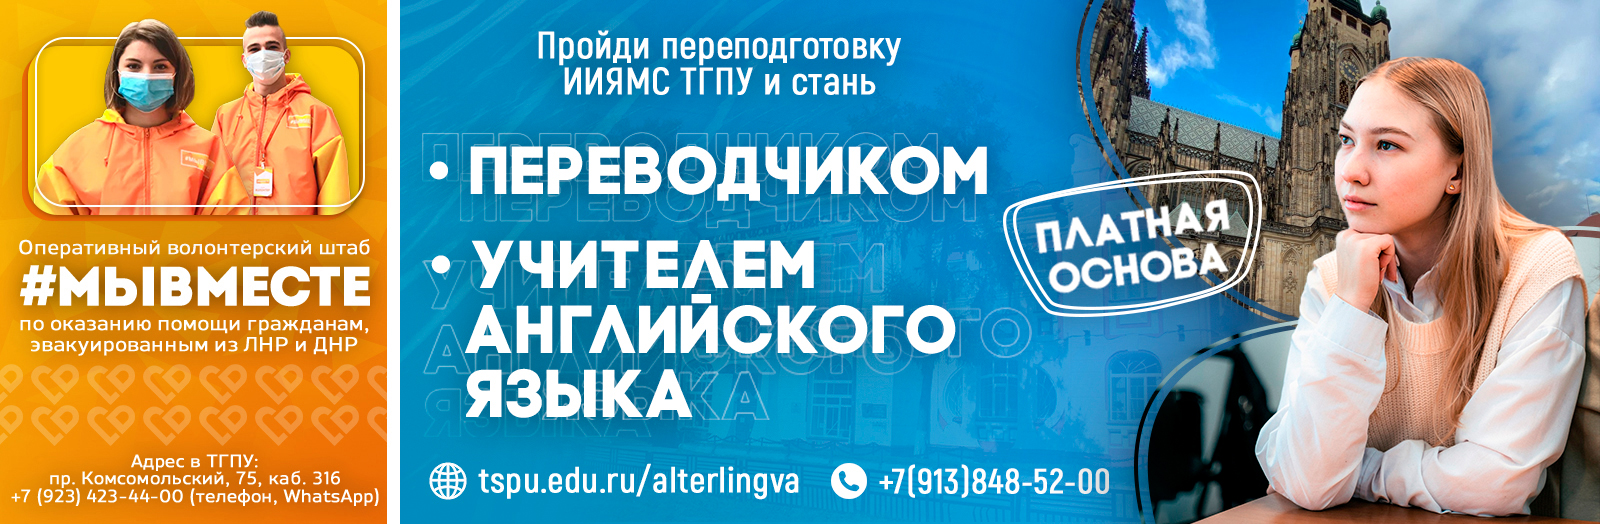 Оперативный волонтерский штаб
#МЫВМЕСТЕ
по оказанию помощи гражданам,
эвакуированным из ЛНР и ДНР
Адрес в ТГПУ:
пр. Комсомольский, 75, каб. 316
+7 (923) 423-44-00 (телефон, WhatsApp)
Пройди переподготовку
ИИЯМС ТГПУ и стань
• ПЕРЕВОДЧИКОМ
• УЧИТЕЛЕМ
АНГЛИЙСКОГО
ЯЗЫКА
ПЛАТНАЯ
ОСНОВА
tspu.edu.ru/alterlingva
+7(913)848-52-00